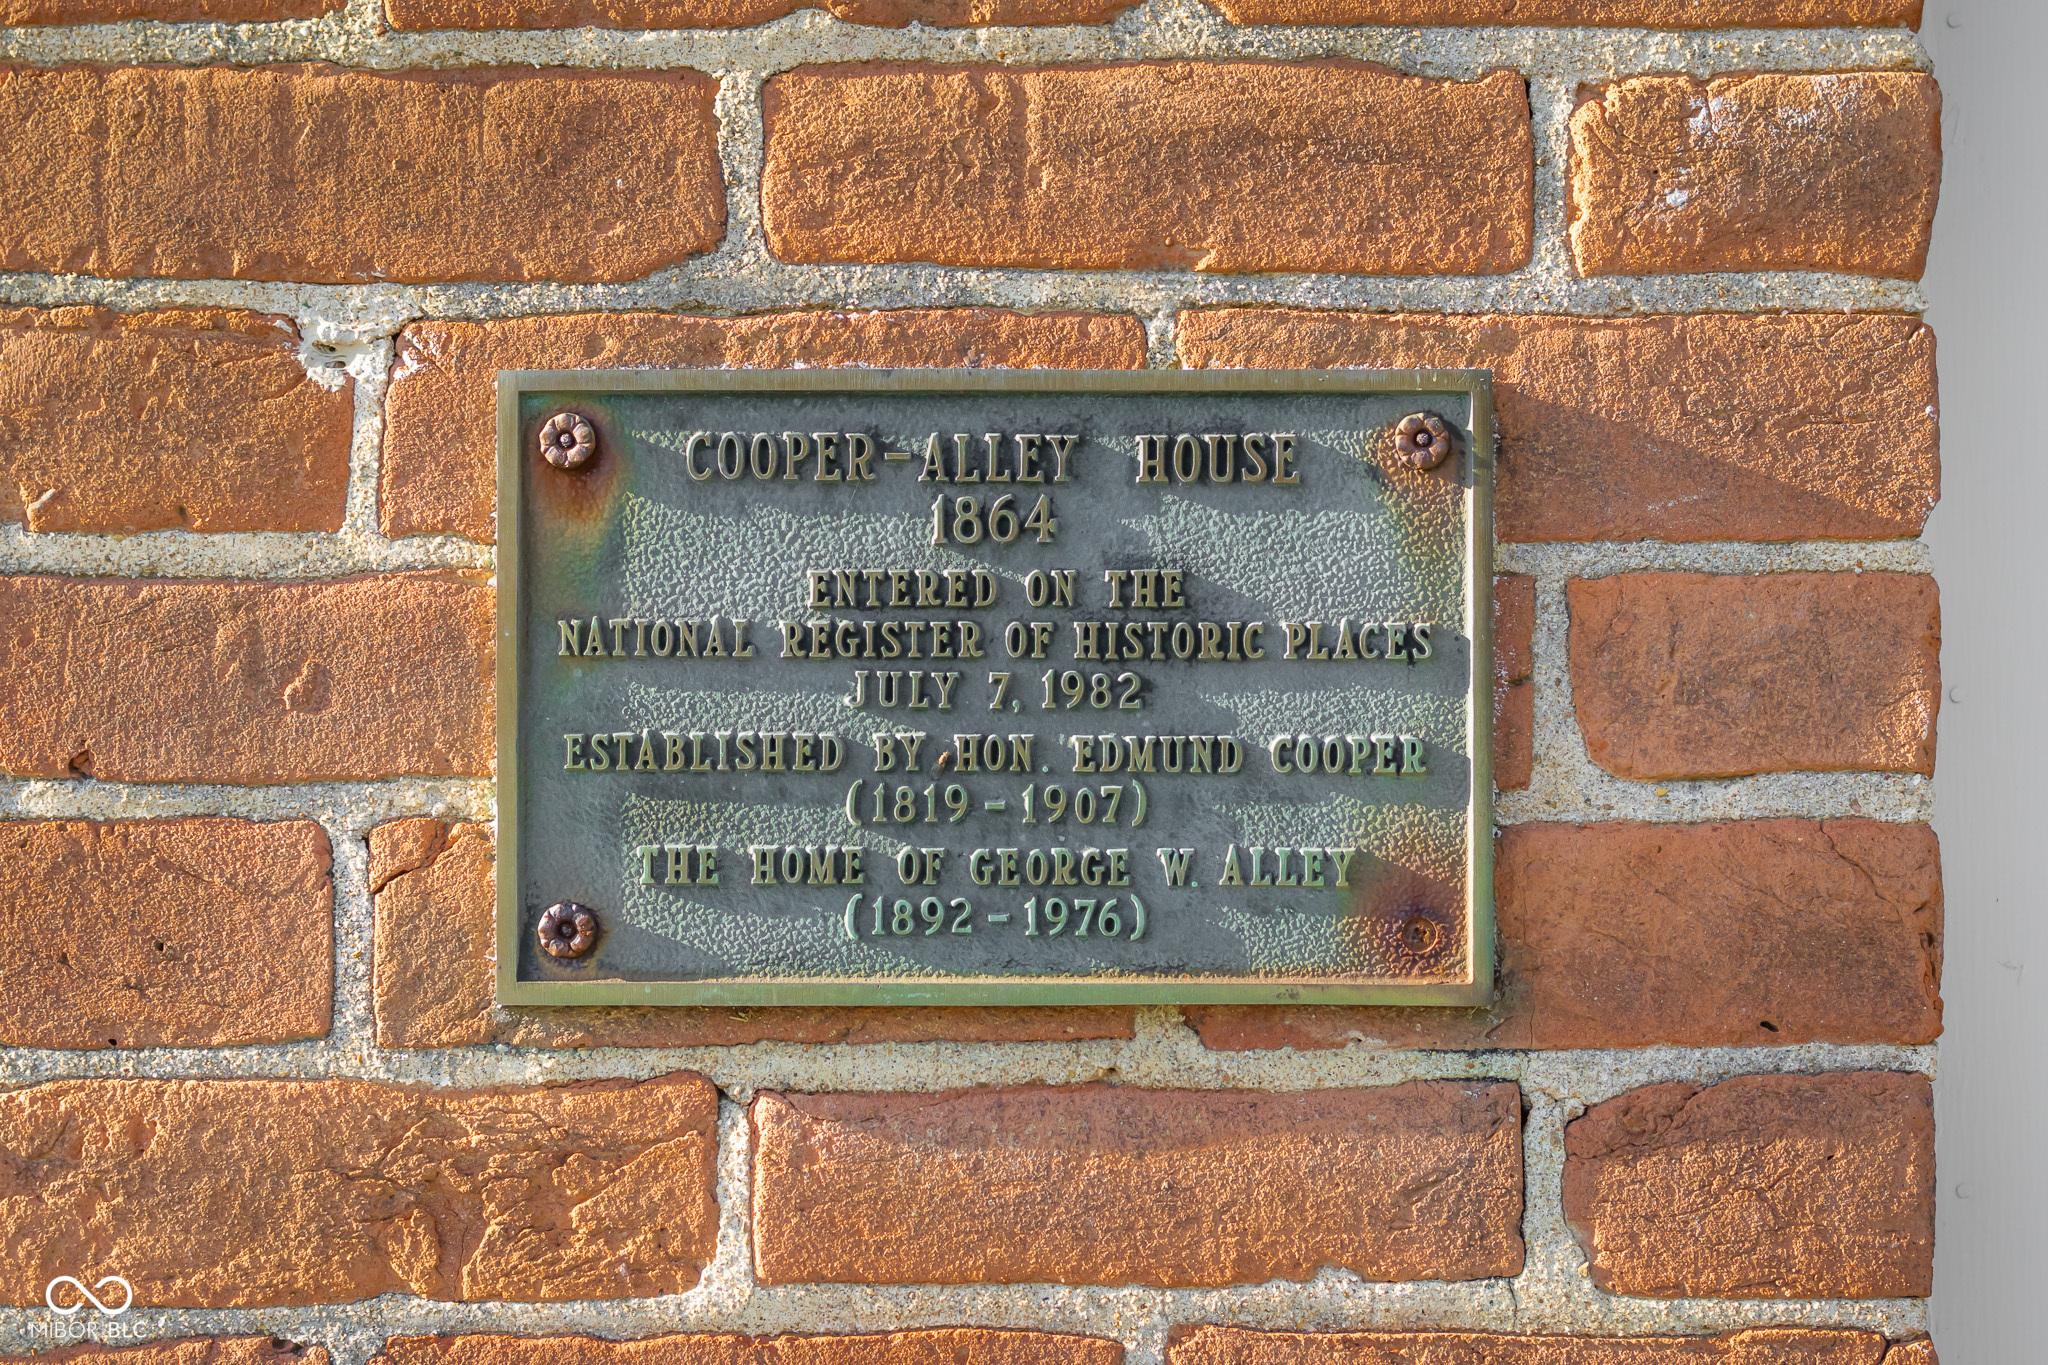 COOPER-ALLEY HOUSE
1864
ENTERED ON THE
NATIONAL REGISTER OF HISTORIC PLACES
JULY 7, 1982
ESTABLISHED BY HON. EDMUND COOPER
(1819-1907)
THE HOME OF GEORGE W. ALLEY
(1892-1976)
MIBOR BLC